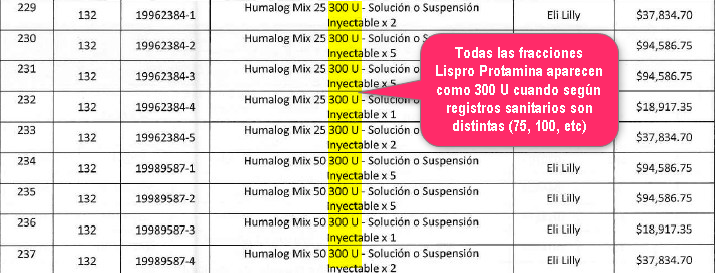 229 132 19962384-1 Humalog Mix 25 300 U - Solución o Suspensión Eli Lilly $37,834.70
Inyectable x 2
230 132 19962384-2 Humalog Mix 25 300 U - Solución o $94,586.75
Inyectable x 5
231 132 19962384-3 Humalog Mix 25 300 U - Solución o $94,586.75
Inyectable x 5
232 132 19962384-4 Humalog Mix 25 300 U - Solución o $18,917.35
Inyectable x 1
233 132 19962384-5 Humalog Mix 25 300 U - Solución o Suspensión Eli Lilly $37,834.70
Inyectable x 2
234 132 19989587-1 Humalog Mix 50 300 U - Solución o Suspensión Eli Lilly $94,586.75
Inyectable x 5
235 132 19989587-2 Humalog Mix 50 300 U - Solución o Suspensión Eli Lilly $94,586.75
Inyectable x 5
236 132 19989587-3 Humalog Mix 50 300 U - Solución o Suspensión Eli Lilly $18,917.35
Inyectable x 1
237 132 19989587-4 Humalog Mix 50 300 U - Solución o Suspensión Eli Lilly $37,834.70
Inyectable x 2
Todas las fracciones
Lispro Protamina aparecen
como 300 U cuando según
registros sanitarios son
distintas (75, 100, etc)